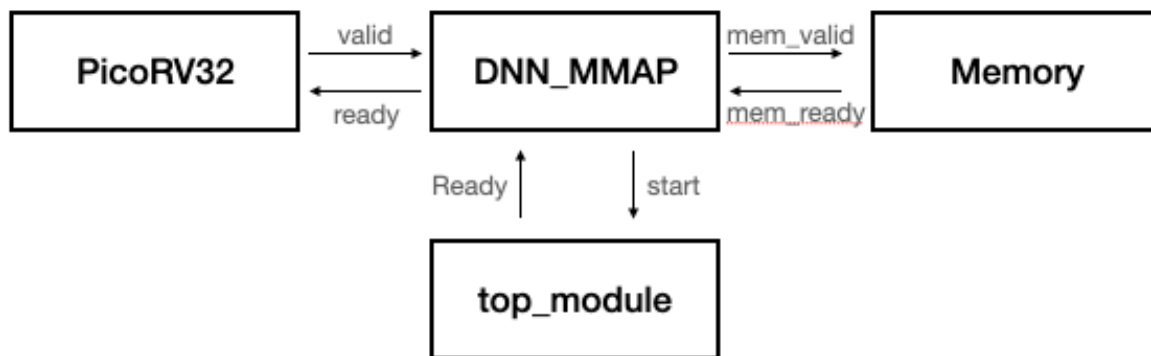 valid
mem_valid
PicoRV32
DNN_MMAP
Memory
ready
mem_ready
Ready
start
top_module